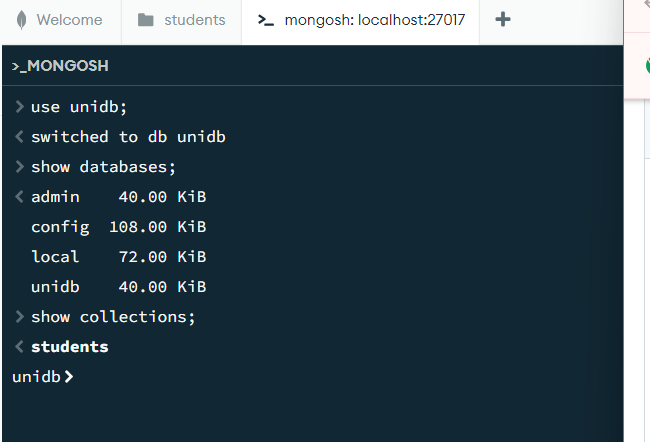 Welcome
students
>_ mongosh: localhost:27017
+
>_MONGOSH
> use unidb;
< switched to db unidb
> show databases;
< admin    40.00 KiB
config  108.00 KiB
local    72.00 KiB
unidb    40.00 KiB
> show collections;
< students
unidb>